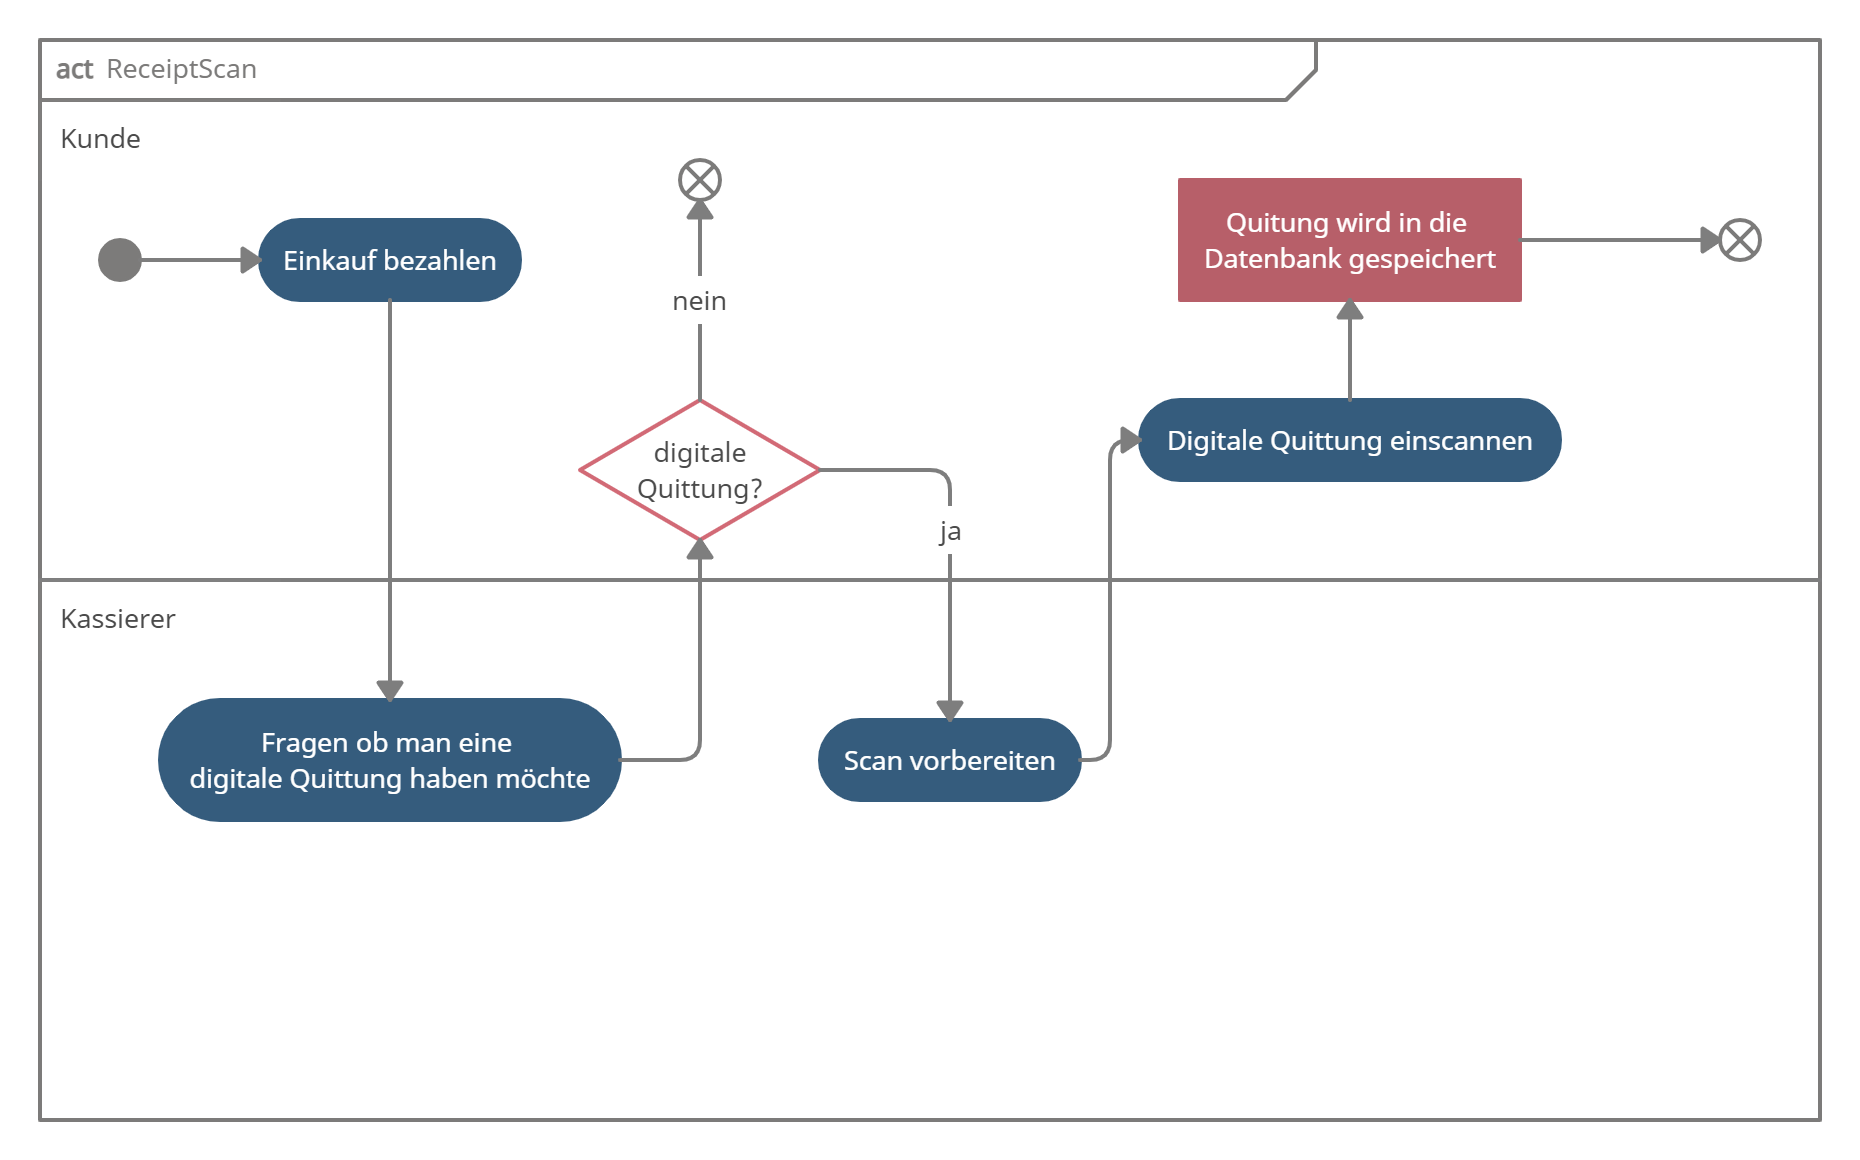 act ReceiptScan
Kunde
Einkauf bezahlen
nein
digitale
Quittung?
ja
Quitung wird in die
Datenbank gespeichert
Digitale Quittung einscannen
Kassierer
Fragen ob man eine
digitale Quittung haben möchte
Scan vorbereiten